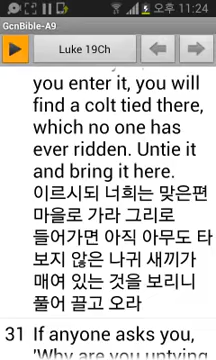 오후 11:24
GcnBible-A9
Luke 19Ch
you enter it, you will
find a colt tied there,
which no one has
ever ridden. Untie it
and bring it here.
이르시되 너희는 맞은편
마을로 가라 그리로
들어가면 아직 아무도 타
보지 않은 나귀 새끼가
매여 있는 것을 보리니
풀어 끌고 오라
31 If anyone asks you,
'Why are you untying